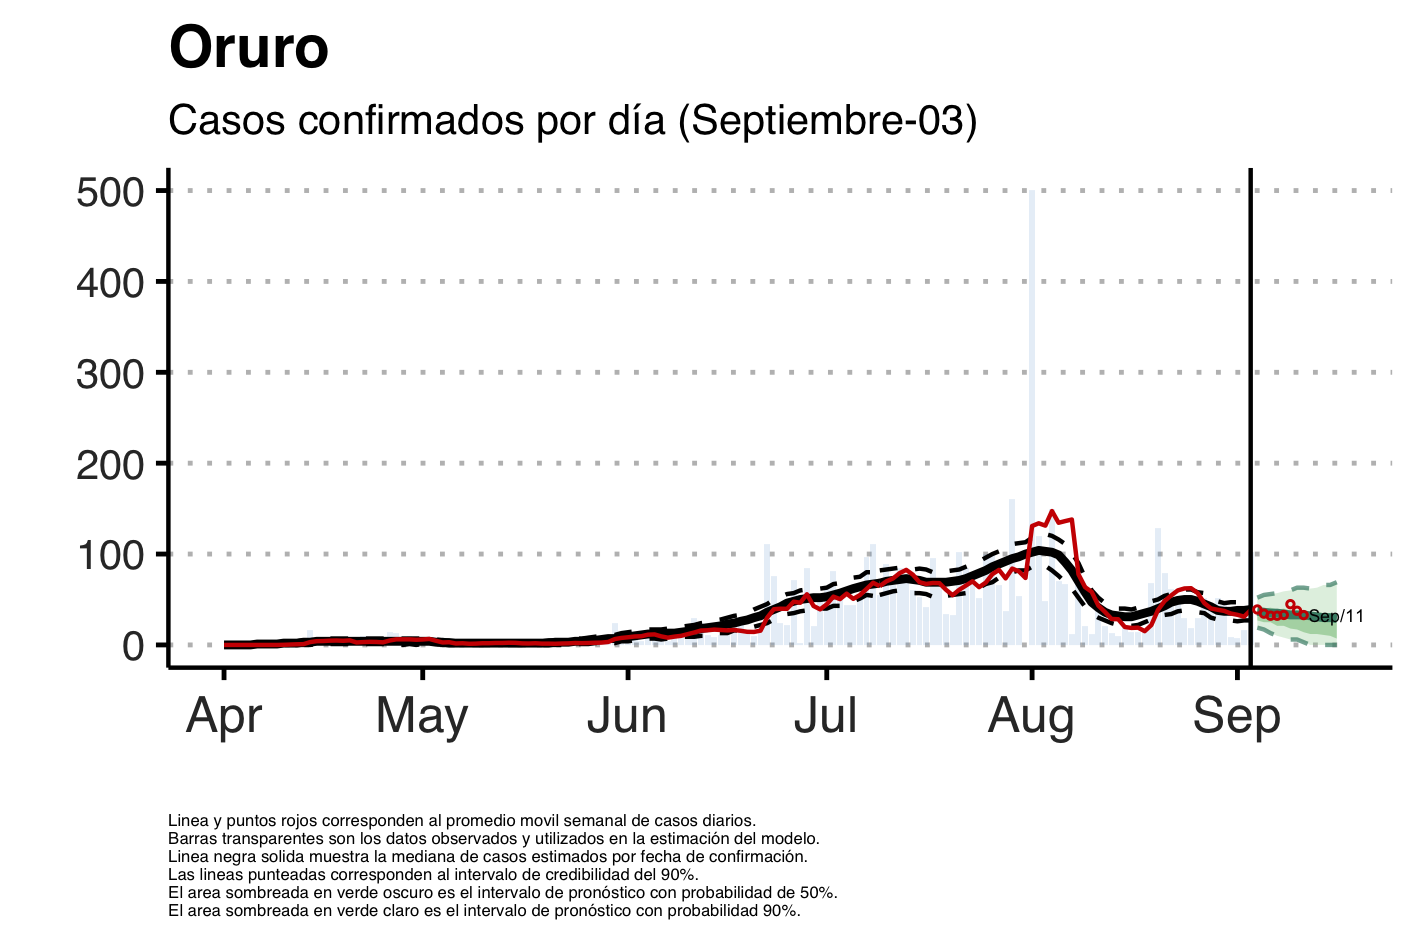 Oruro
Casos confirmados por día (Septiembre-03)
500
400
300
200
100
0
Sep/11
Apr May Jun Jul Aug Sep
Linea y puntos rojos corresponden al promedio movil semanal de casos diarios.
Barras transparentes son los datos observados y utilizados en la estimación del modelo.
Linea negra solida muestra la mediana de casos estimados por fecha de confirmación.
Las lineas punteadas corresponden al intervalo de credibilidad del 90%.
El area sombreada en verde oscuro es el intervalo de pronóstico con probabilidad de 50%.
El area sombreada en verde claro es el intervalo de pronóstico con probabilidad 90%.